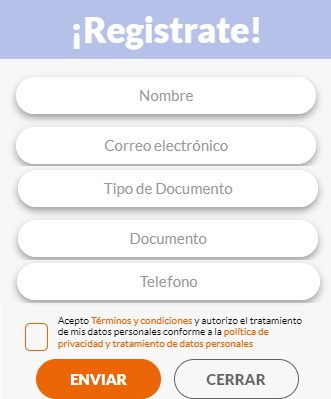 ¡Registrate!
Nombre
Correo electrónico
Tipo de Documento
Documento
Telefono
Acepto Términos y condiciones y autorizo el tratamiento
de mis datos personales conforme a la política de
privacidad y tratamiento de datos personales
ENVIAR
CERRAR